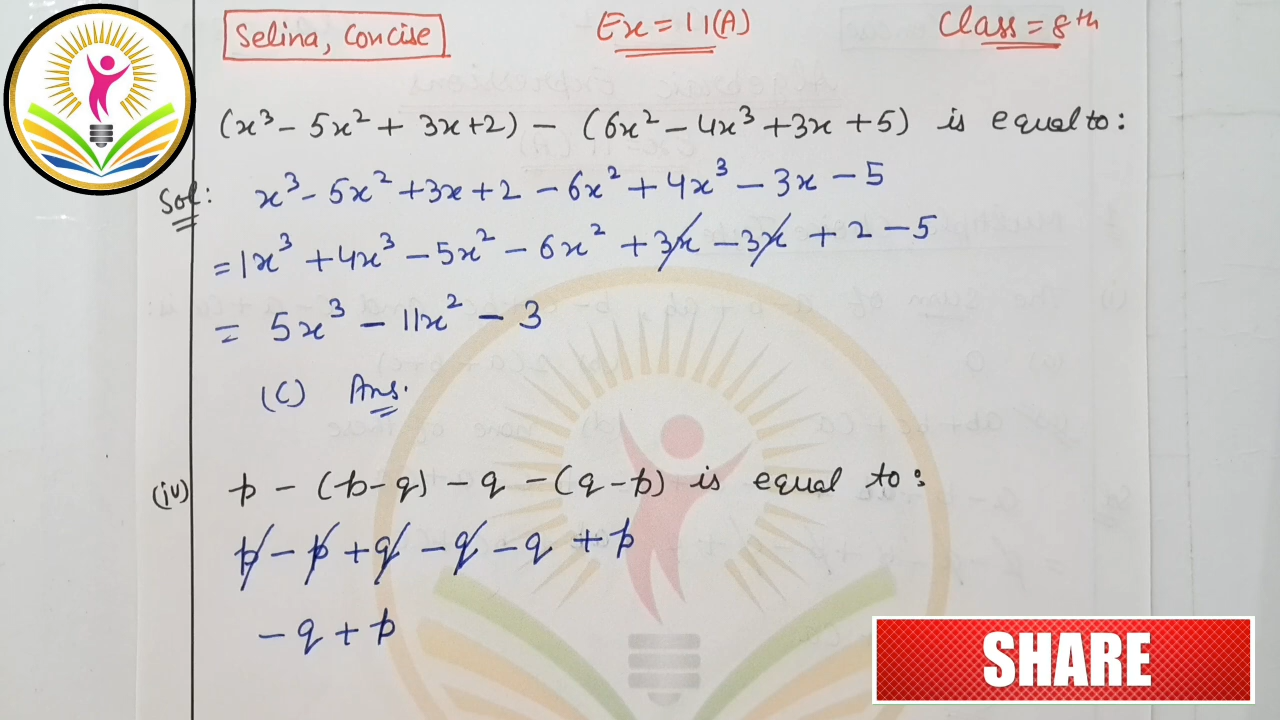 Selina, Concise Ex = 11(A) Class = 8th
(x³ - 5x² + 3x + 2) - (6x² - 4x³ + 3x + 5) is equal to:
Sol: x³ - 5x² + 3x + 2 - 6x² + 4x³ - 3x - 5
= 1x³ + 4x³ - 5x² - 6x² + 3x - 3x + 2 - 5
= 5x³ - 11x² - 3
(C) Ans.
(iv) p - (p - q) - q - (q - p) is equal to:
p - p + q - q - q + p
- q + p
SHARE